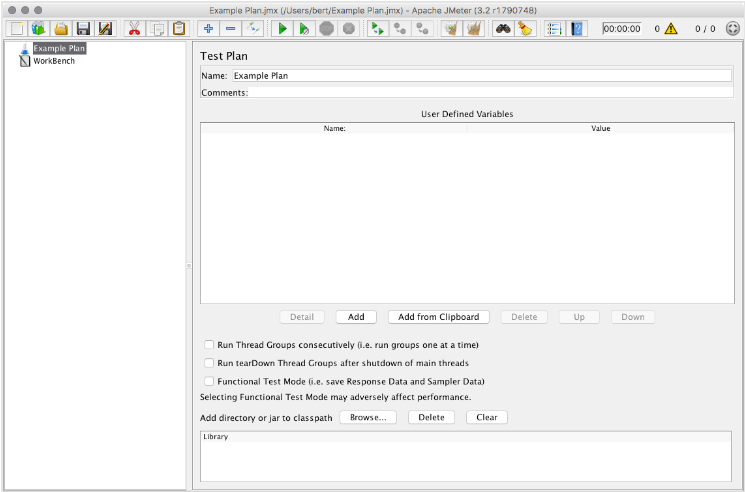 Example Plan.jmx (/Users/bert/Example Plan.jmx) - Apache JMeter (3.2 r1790748)
00:00:00 0 0 / 0
Example Plan
WorkBench
Test Plan
Name: Example Plan
Comments:
User Defined Variables
Name: Value
Detail Add Add from Clipboard Delete Up Down
Run Thread Groups consecutively (i.e. run groups one at a time)
Run tearDown Thread Groups after shutdown of main threads
Functional Test Mode (i.e. save Response Data and Sampler Data)
Selecting Functional Test Mode may adversely affect performance.
Add directory or jar to classpath Browse... Delete Clear
Library